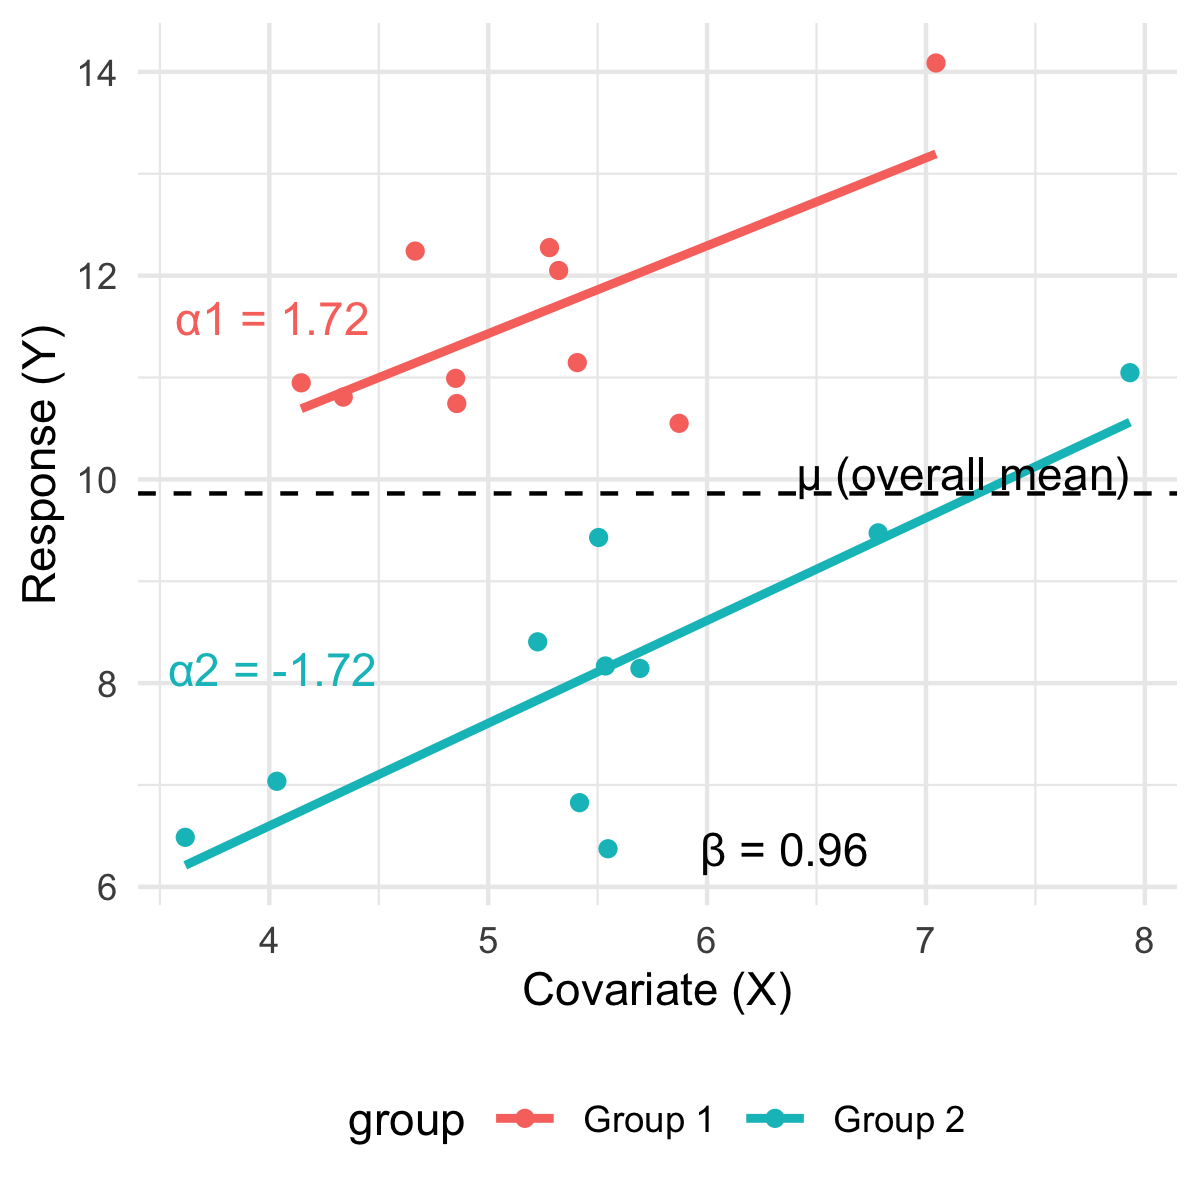 14
12
10
8
6
Response (Y)
α1 = 1.72
μ (overall mean)
α2 = -1.72
β = 0.96
4 5 6 7 8
Covariate (X)
group Group 1 Group 2